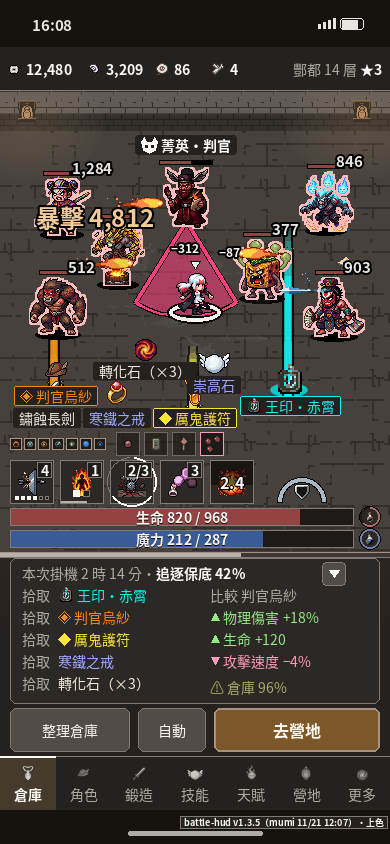 16:08
12,480 3,209 86 4 酆都 14 層 ★3
菁英・判官
1,284
846
暴擊 4,812
377
−312
−87
512
903
轉化石（×3）
崇高石
判官烏紗
王印・赤霄
鏽蝕長劍 寒鐵之戒 厲鬼護符
4 1 2/3 3 2.4
生命 820 / 968
魔力 212 / 287
本次掛機 2 時 14 分・追逐保底 42%
拾取 王印・赤霄
比較 判官烏紗
拾取 判官烏紗
▲物理傷害 +18%
拾取 厲鬼護符
▲生命 +120
拾取 寒鐵之戒
▼攻擊速度 −4%
拾取 轉化石（×3）
⚠ 倉庫 96%
整理倉庫 自動 去營地
倉庫 角色 鍛造 技能 天賦 營地 更多
battle-hud v1.3.5（mumi 11/21 12:07）・上色